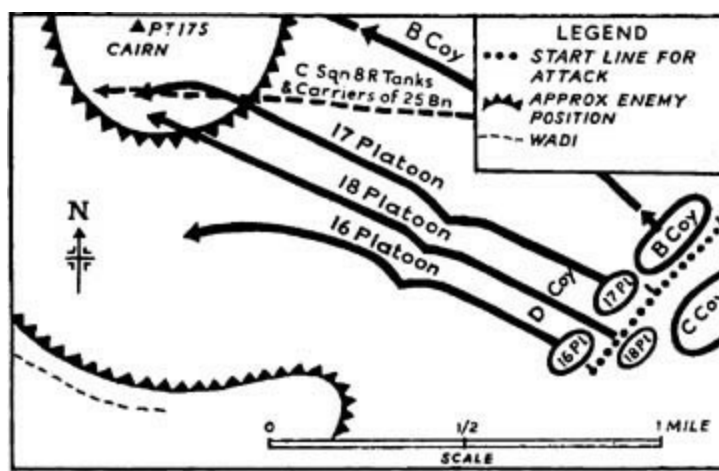 PT 175
CAIRN
B Coy
C Sqn 8R Tanks
& Carriers of 25 Bn
LEGEND
START LINE FOR
ATTACK
APPROX ENEMY
POSITION
WADI
17 Platoon
18 Platoon
16 Platoon
N
B Coy
17 Pl
D Coy
C Coy
16 Pl
18 Pl
0 1/2 1 MILE
SCALE